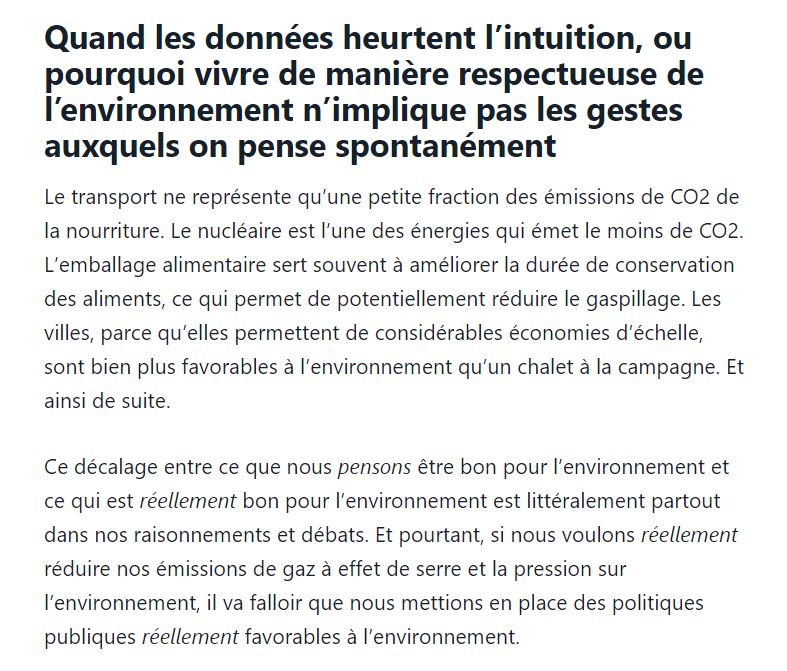 Quand les données heurtent l’intuition, ou
pourquoi vivre de manière respectueuse de
l’environnement n’implique pas les gestes
auxquels on pense spontanément
Le transport ne représente qu’une petite fraction des émissions de CO2 de
la nourriture. Le nucléaire est l’une des énergies qui émet le moins de CO2.
L’emballage alimentaire sert souvent à améliorer la durée de conservation
des aliments, ce qui permet de potentiellement réduire le gaspillage. Les
villes, parce qu’elles permettent de considérables économies d’échelle,
sont bien plus favorables à l’environnement qu’un chalet à la campagne. Et
ainsi de suite.
Ce décalage entre ce que nous pensons être bon pour l’environnement et
ce qui est réellement bon pour l’environnement est littéralement partout
dans nos raisonnements et débats. Et pourtant, si nous voulons réellement
réduire nos émissions de gaz à effet de serre et la pression sur
l’environnement, il va falloir que nous mettions en place des politiques
publiques réellement favorables à l’environnement.